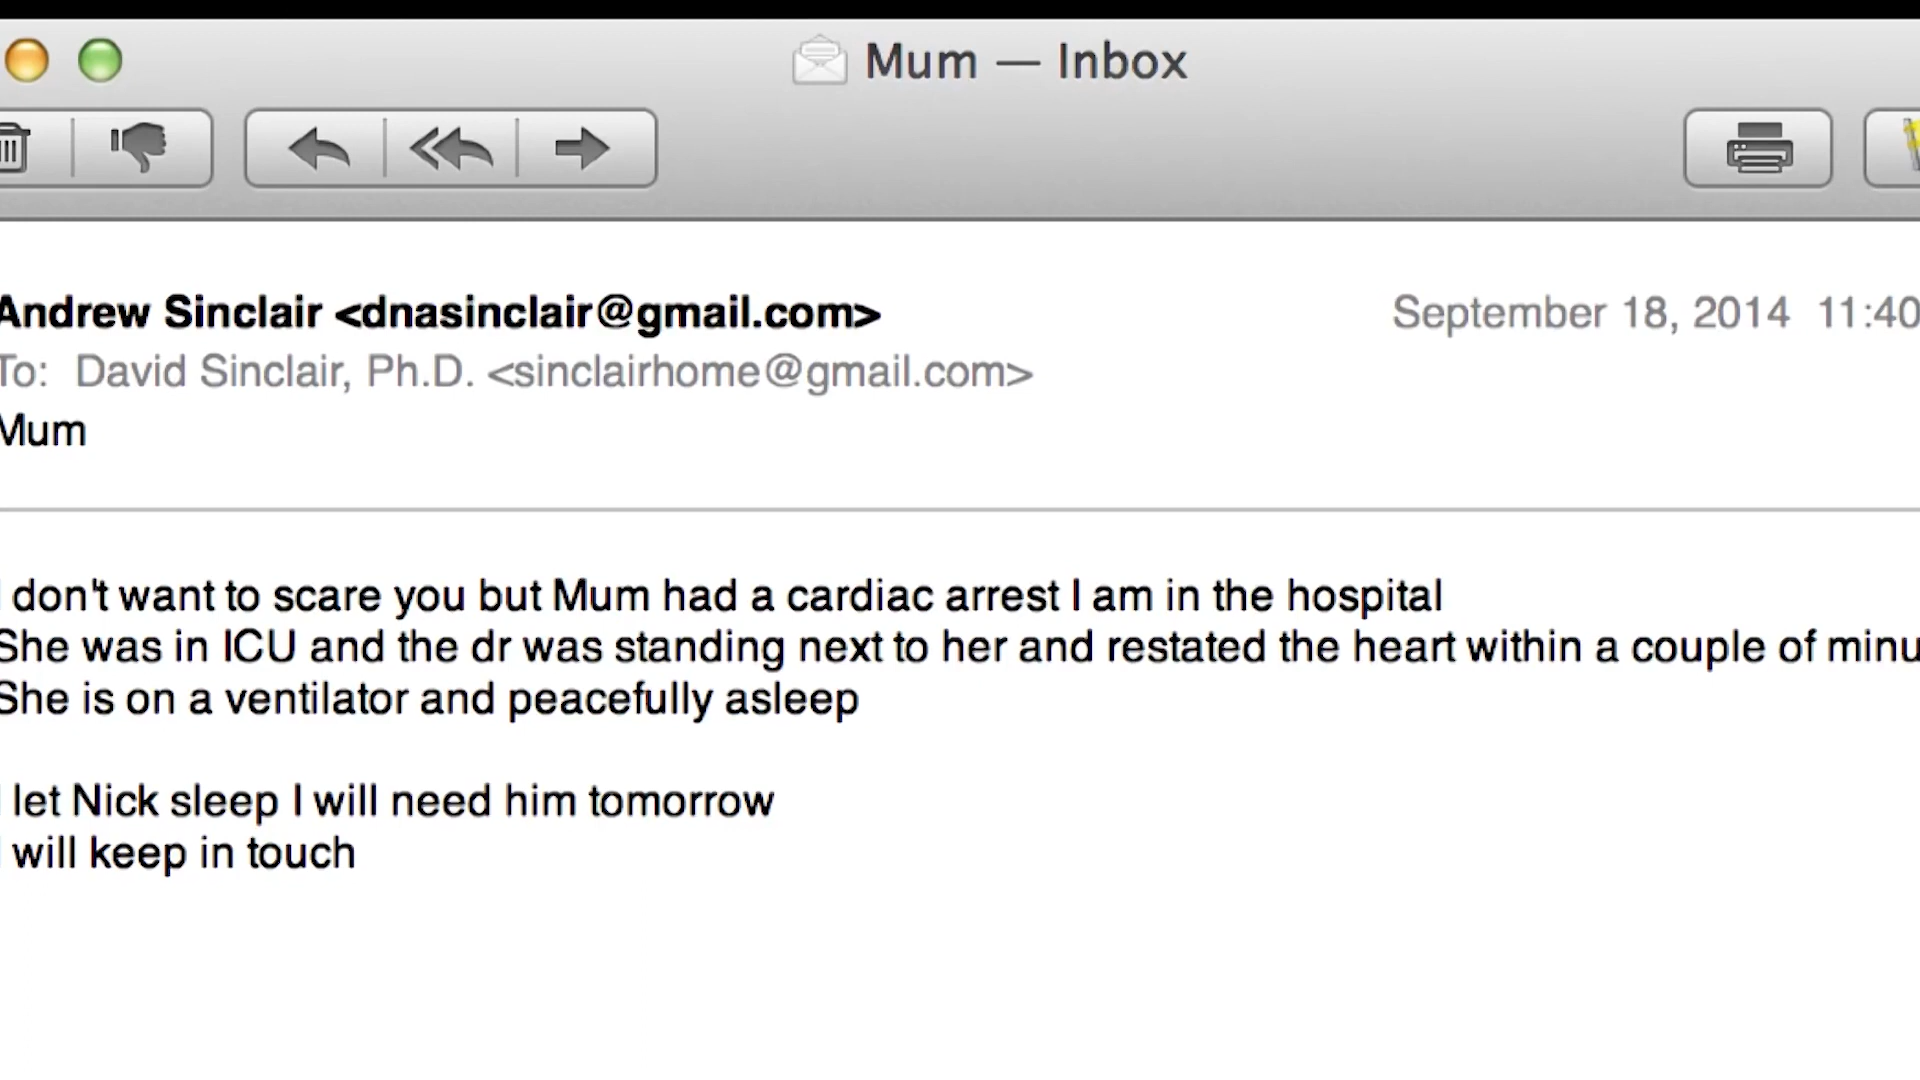 Mum — Inbox
Andrew Sinclair <dnasinclair@gmail.com>
September 18, 2014 11:40
To: David Sinclair, Ph.D. <sinclairhome@gmail.com>
Mum
I don't want to scare you but Mum had a cardiac arrest I am in the hospital
She was in ICU and the dr was standing next to her and restated the heart within a couple of minu
She is on a ventilator and peacefully asleep
I let Nick sleep I will need him tomorrow
I will keep in touch